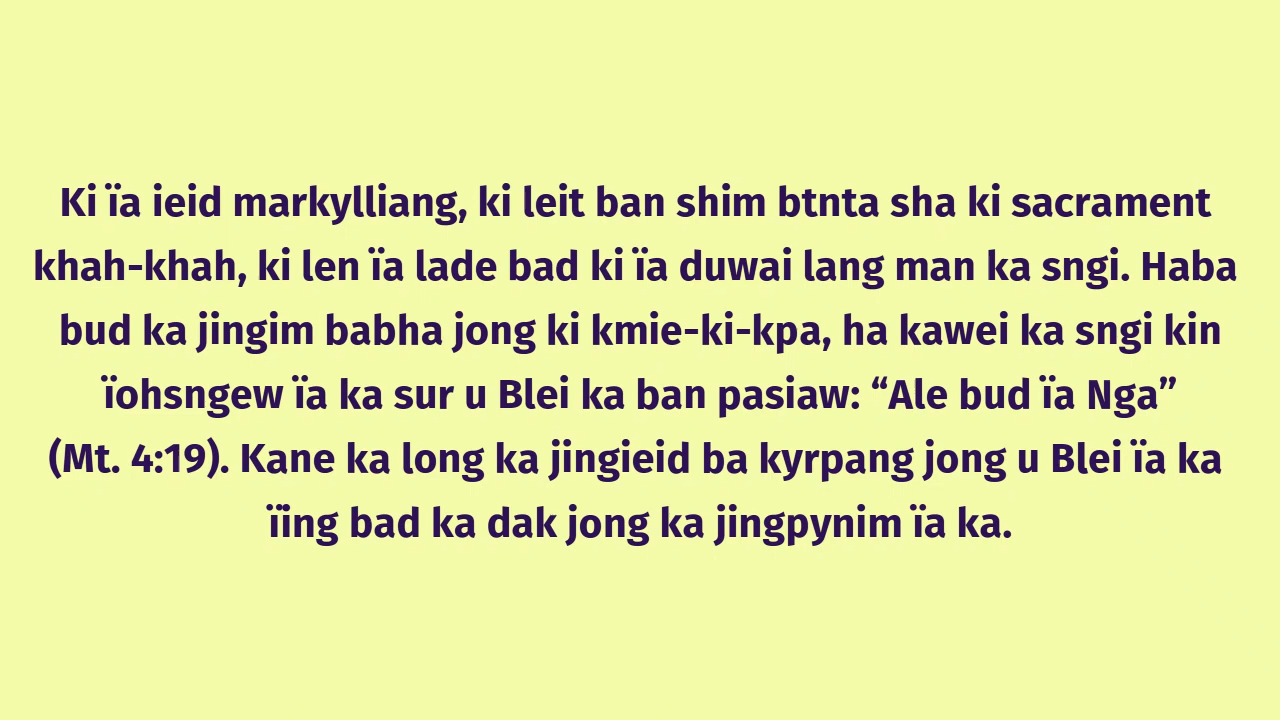 Ki ïa ieid markylliang, ki leit ban shim btnta sha ki sacrament
khah-khah, ki len ïa lade bad ki ïa duwai lang man ka sngi. Haba
bud ka jingim babha jong ki kmie-ki-kpa, ha kawei ka sngi kin
ïohsngew ïa ka sur u Blei ka ban pasiaw: “Ale bud ïa Nga”
(Mt. 4:19). Kane ka long ka jingieid ba kyrpang jong u Blei ïa ka
ïing bad ka dak jong ka jingpynim ïa ka.